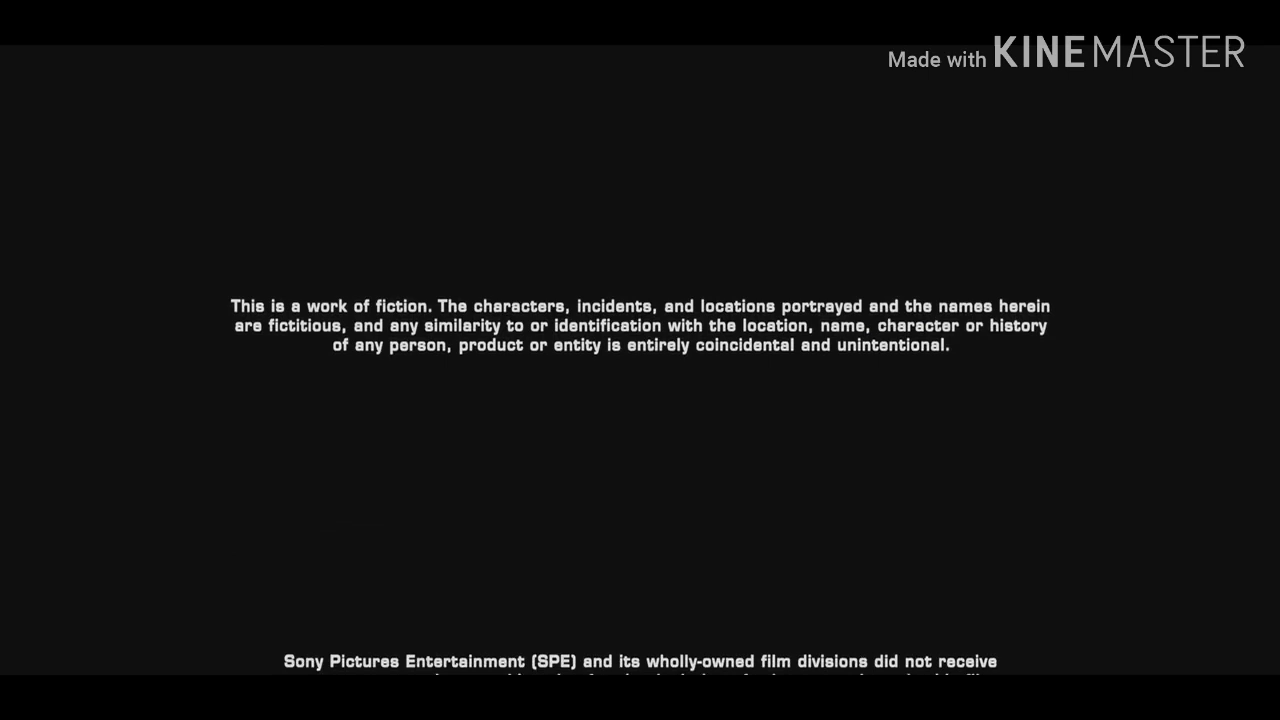 Made with KINEMASTER
This is a work of fiction. The characters, incidents, and locations portrayed and the names herein
are fictitious, and any similarity to or identification with the location, name, character or history
of any person, product or entity is entirely coincidental and unintentional.
Sony Pictures Entertainment (SPE) and its wholly-owned film divisions did not receive